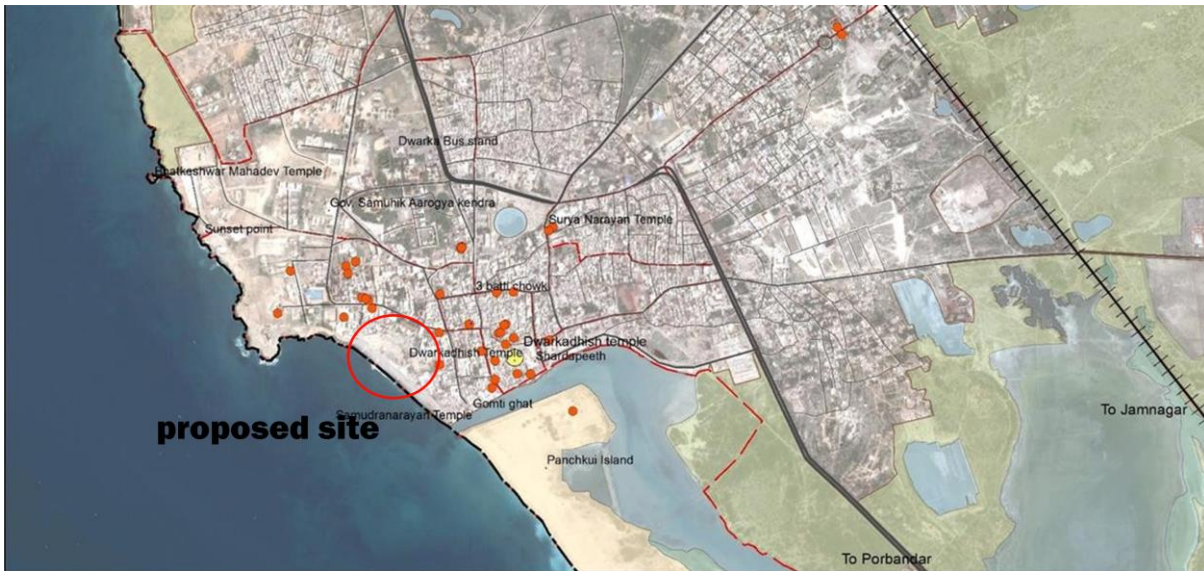 Dwarka Bus stand
Bhatkeshwar Mahadev Temple
Gov. Samuhik Aarogya kendra
Surya Narayan Temple
Sunset point
3 batti chowk
Dwarkadhish temple
Dwarkadhish Temple
Shardapeeth
Gomti ghat
Samudranarayan Temple
proposed site
To Jamnagar
Panchkui Island
To Porbandar